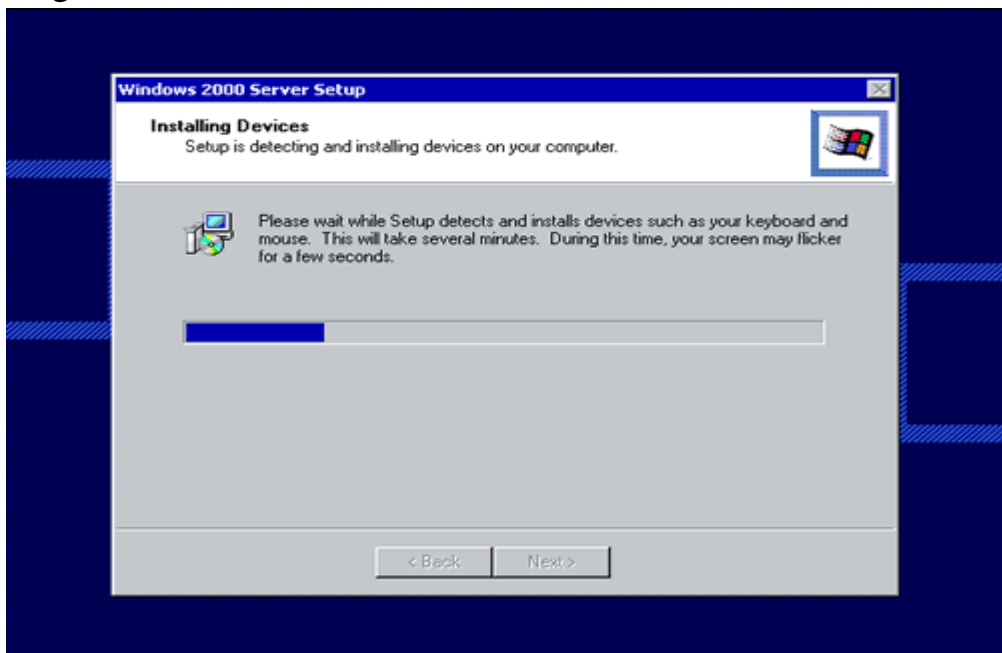 Windows 2000 Server Setup
Installing Devices
Setup is detecting and installing devices on your computer.
Please wait while Setup detects and installs devices such as your keyboard and
mouse. This will take several minutes. During this time, your screen may flicker
for a few seconds.
< Back Next >